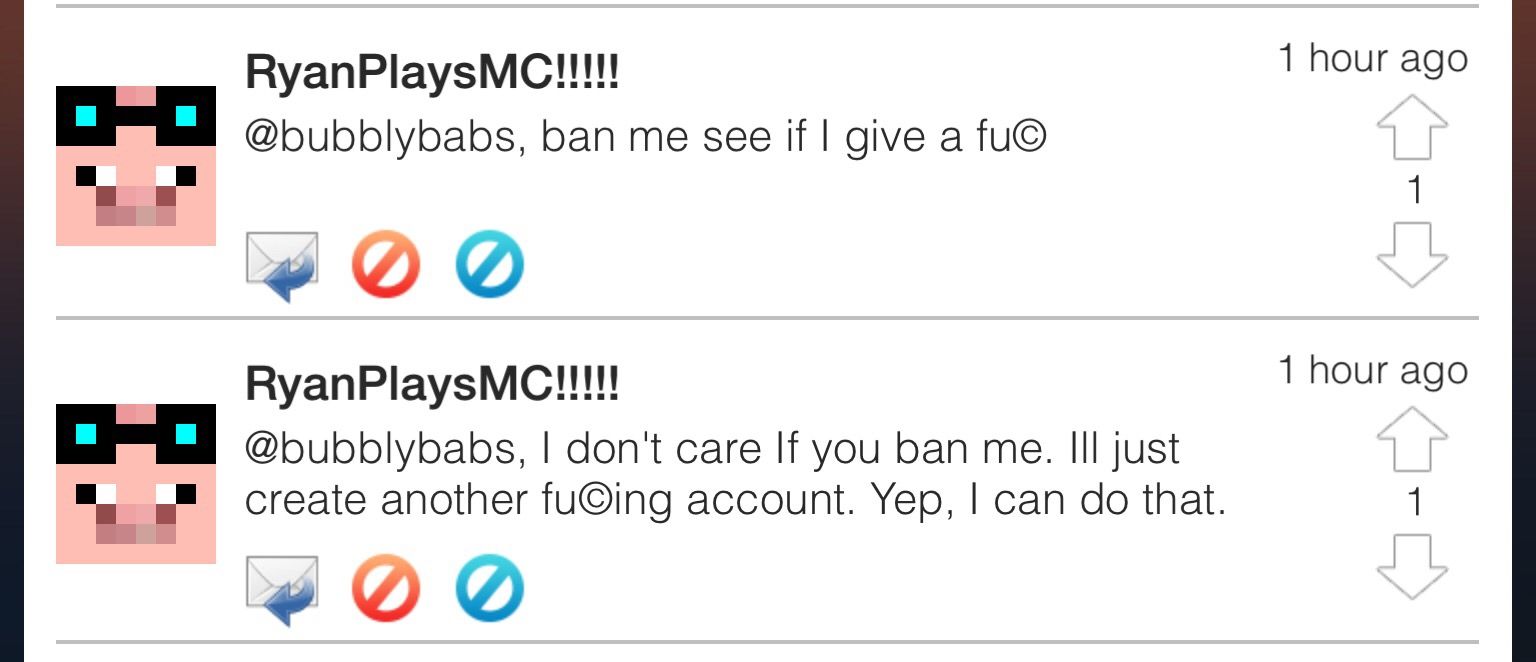 RyanPlaysMC!!!!!
1 hour ago
@bubblybabs, ban me see if I give a fu©
1
RyanPlaysMC!!!!!
1 hour ago
@bubblybabs, I don't care If you ban me. Ill just
create another fu©ing account. Yep, I can do that.
1